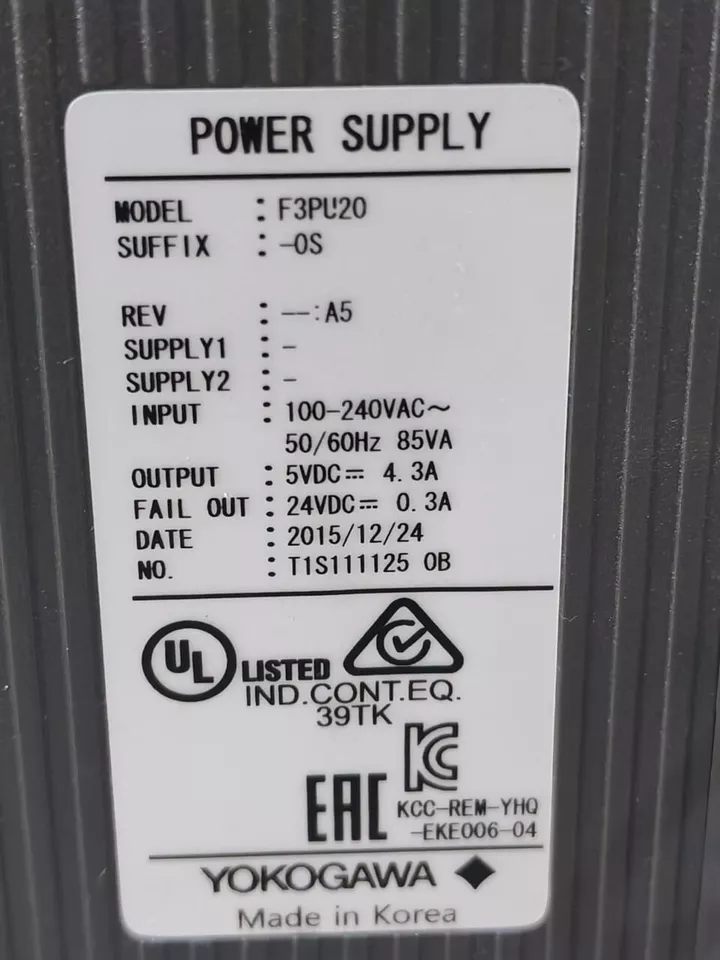 POWER SUPPLY
MODEL : F3PU20
SUFFIX : -0S
REV : --:A5
SUPPLY1 : -
SUPPLY2 : -
INPUT : 100-240VAC~
50/60Hz 85VA
OUTPUT : 5VDC⎓ 4.3A
FAIL OUT : 24VDC⎓ 0.3A
DATE : 2015/12/24
NO. : T1S111125 0B
UL LISTED
IND.CONT.EQ.
39TK
KC
EAC KCC-REM-YHQ
-EKE006-04
YOKOGAWA
Made in Korea